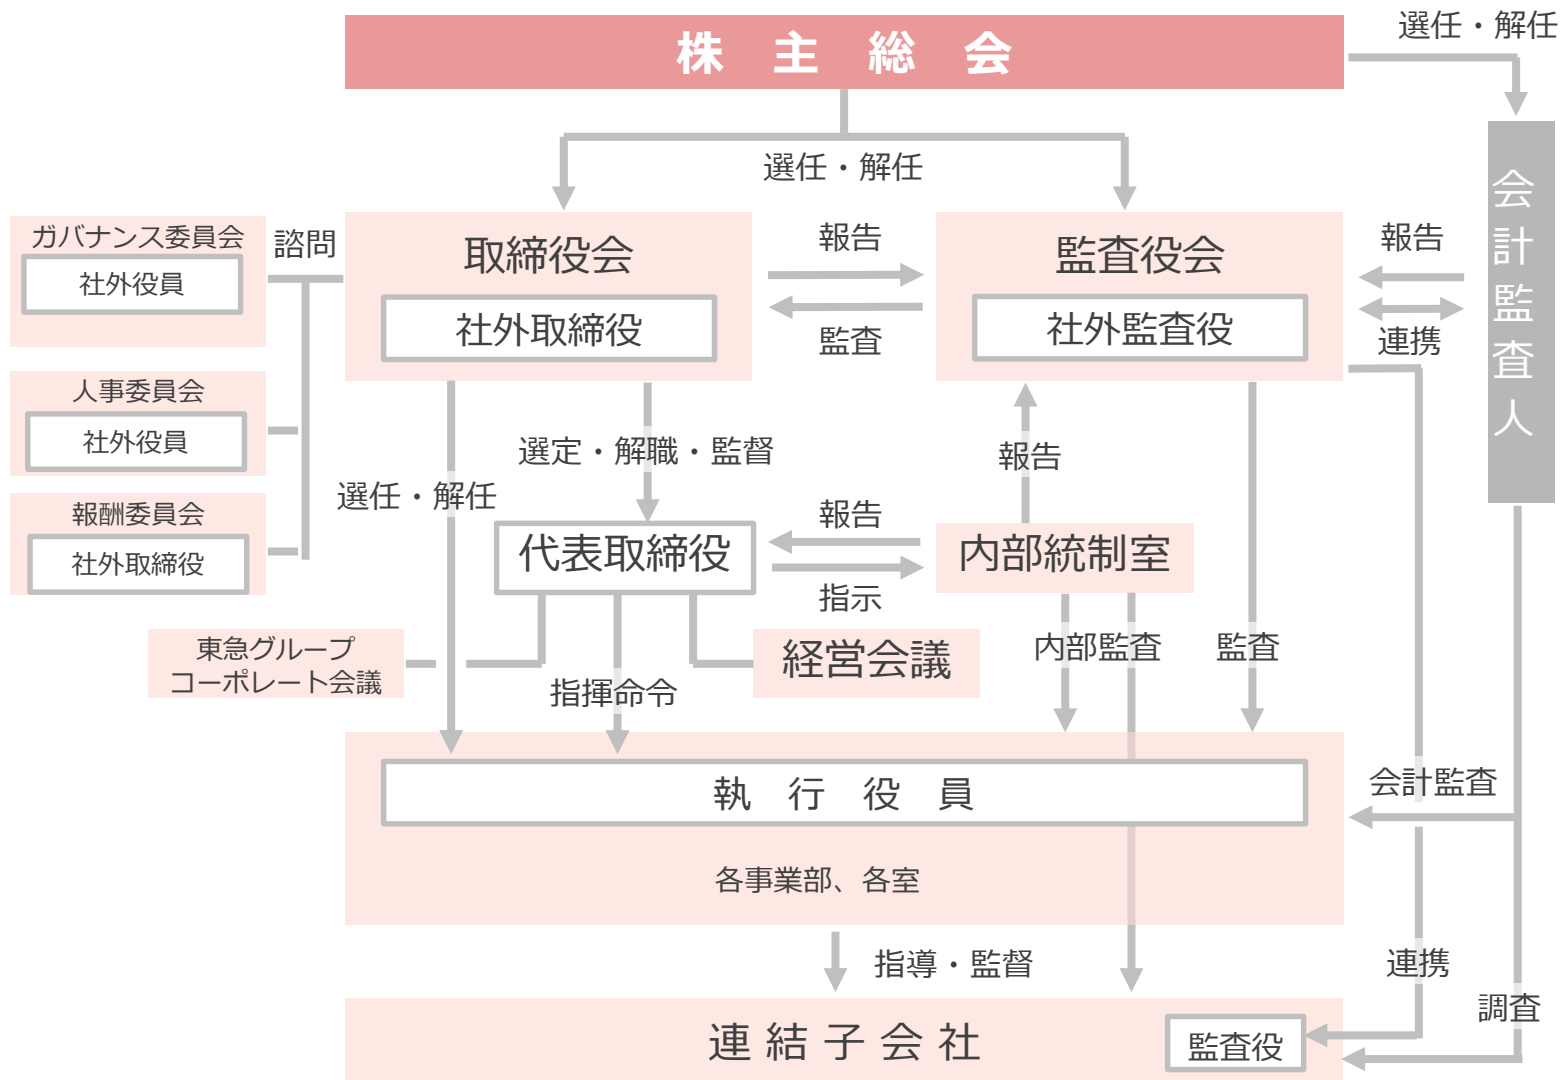 株 主 総 会
選任・解任
選任・解任
会計監査人
ガバナンス委員会
社外役員
諮問
取締役会
社外取締役
報告
監査
監査役会
社外監査役
報告
連携
人事委員会
社外役員
報酬委員会
社外取締役
選任・解任
選定・解職・監督
報告
代表取締役
報告
指示
内部統制室
東急グループ
コーポレート会議
指揮命令
経営会議
内部監査
監査
執 行 役 員
各事業部、各室
会計監査
指導・監督
連携
調査
連 結 子 会 社
監査役